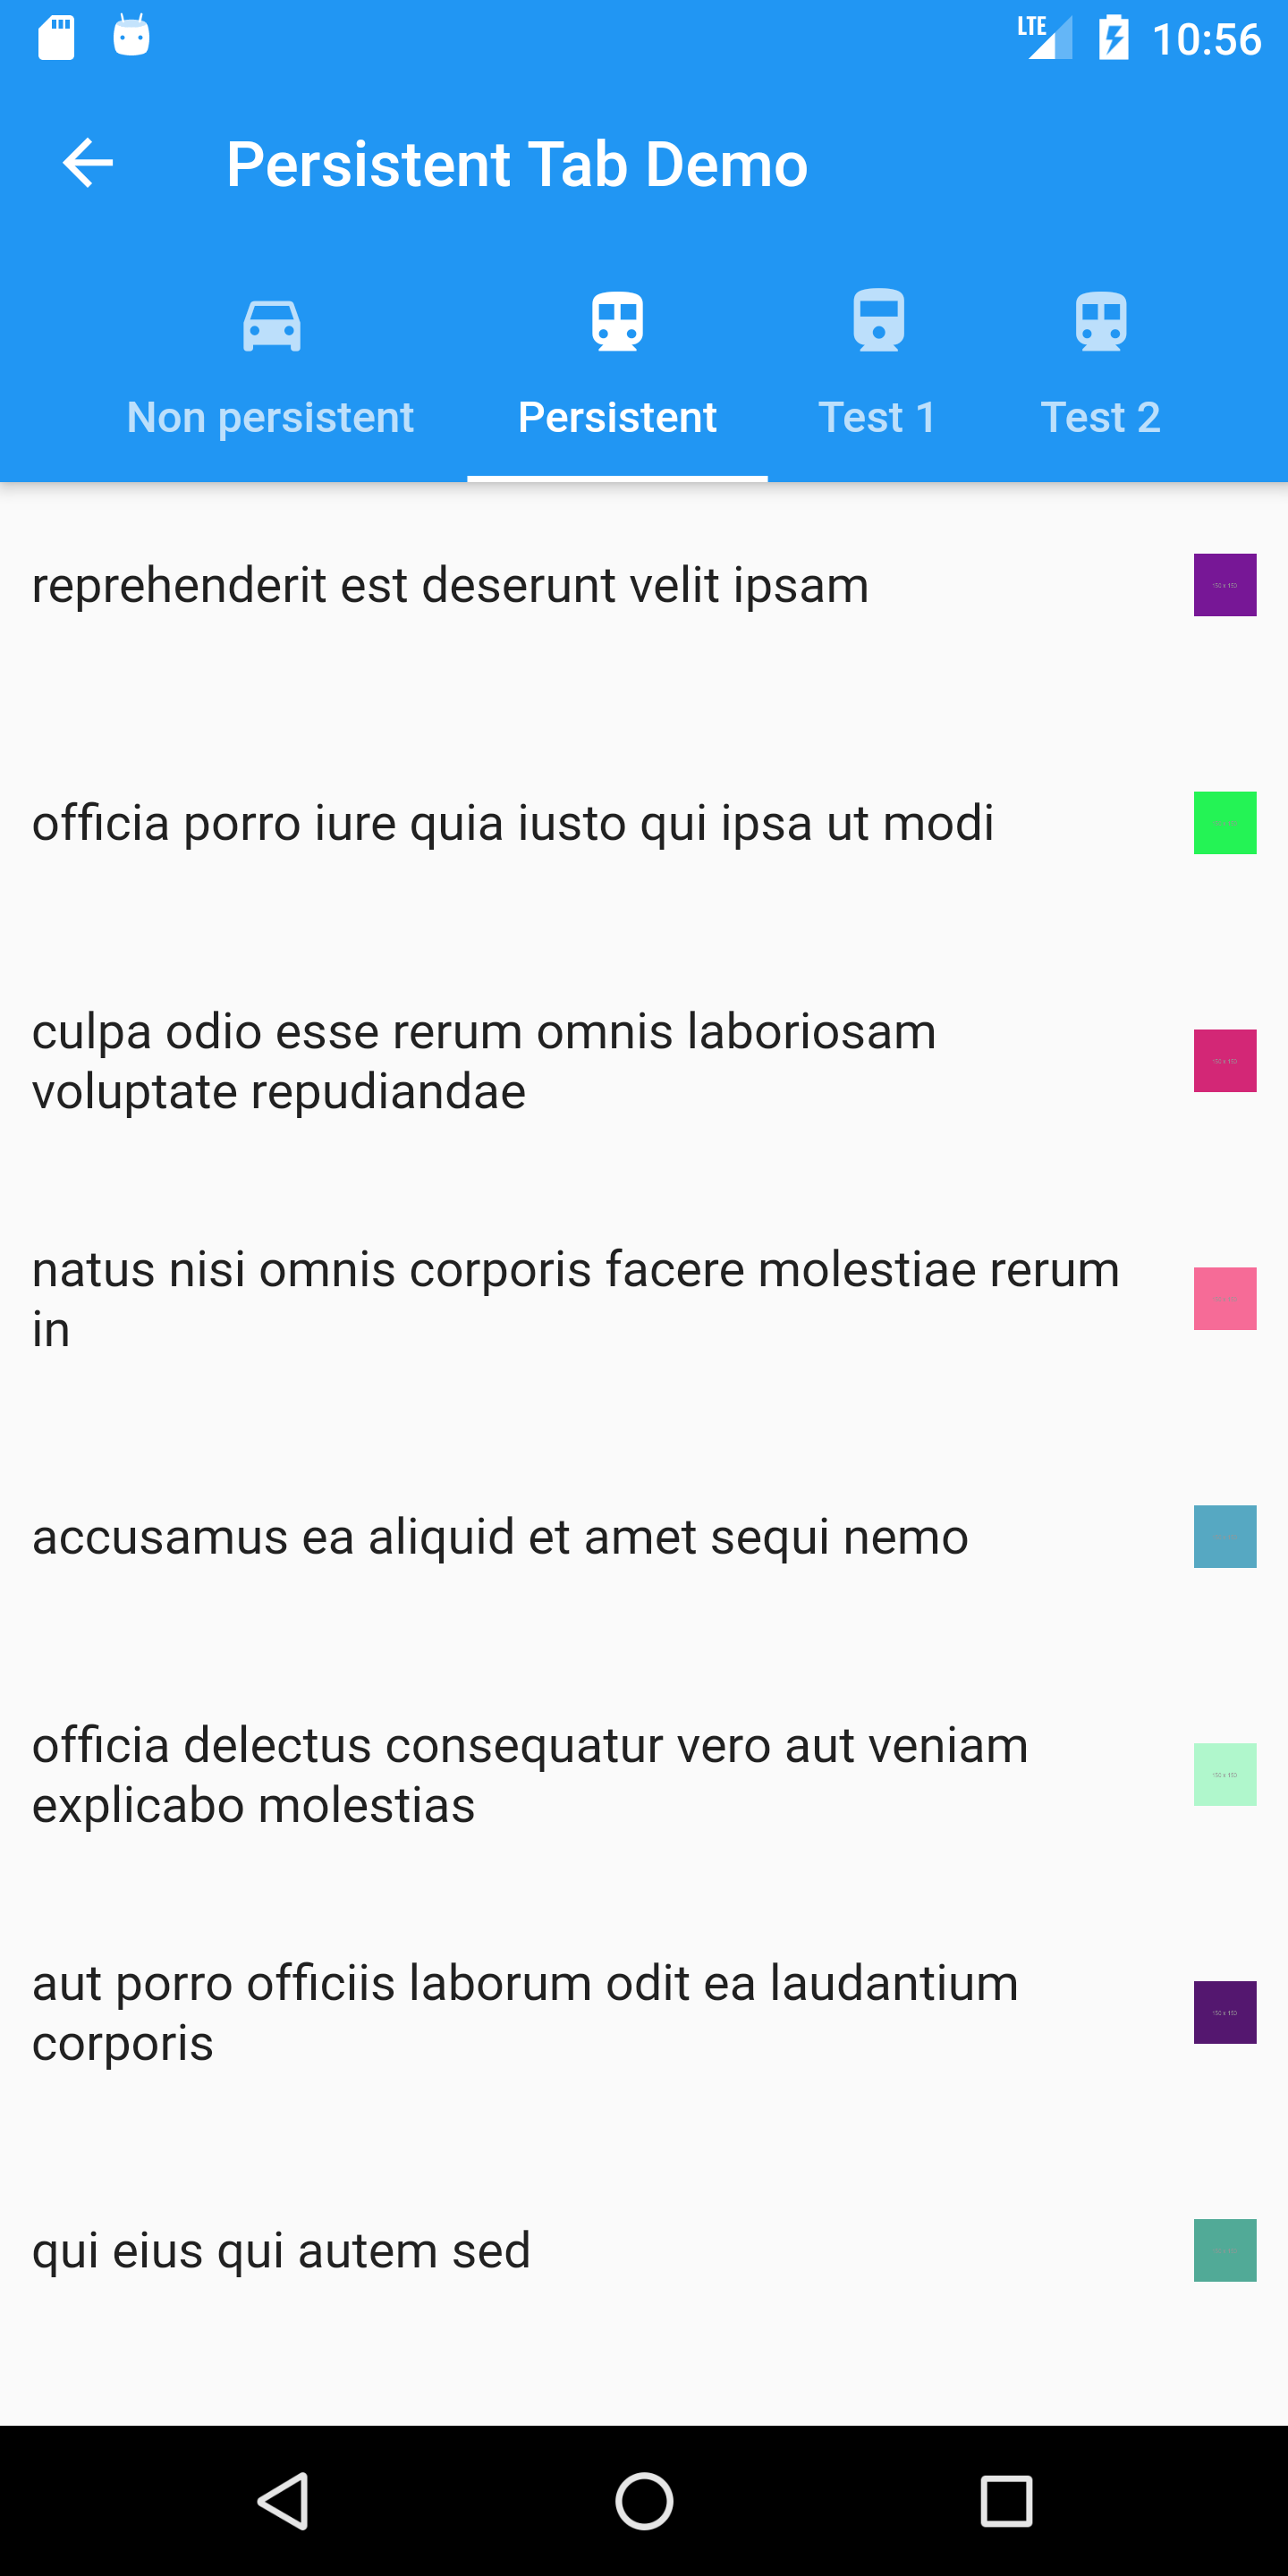 LTE 10:56
Persistent Tab Demo
Non persistent Persistent Test 1 Test 2
reprehenderit est deserunt velit ipsam
officia porro iure quia iusto qui ipsa ut modi
culpa odio esse rerum omnis laboriosam
voluptate repudiandae
natus nisi omnis corporis facere molestiae rerum
in
accusamus ea aliquid et amet sequi nemo
officia delectus consequatur vero aut veniam
explicabo molestias
aut porro officiis laborum odit ea laudantium
corporis
qui eius qui autem sed